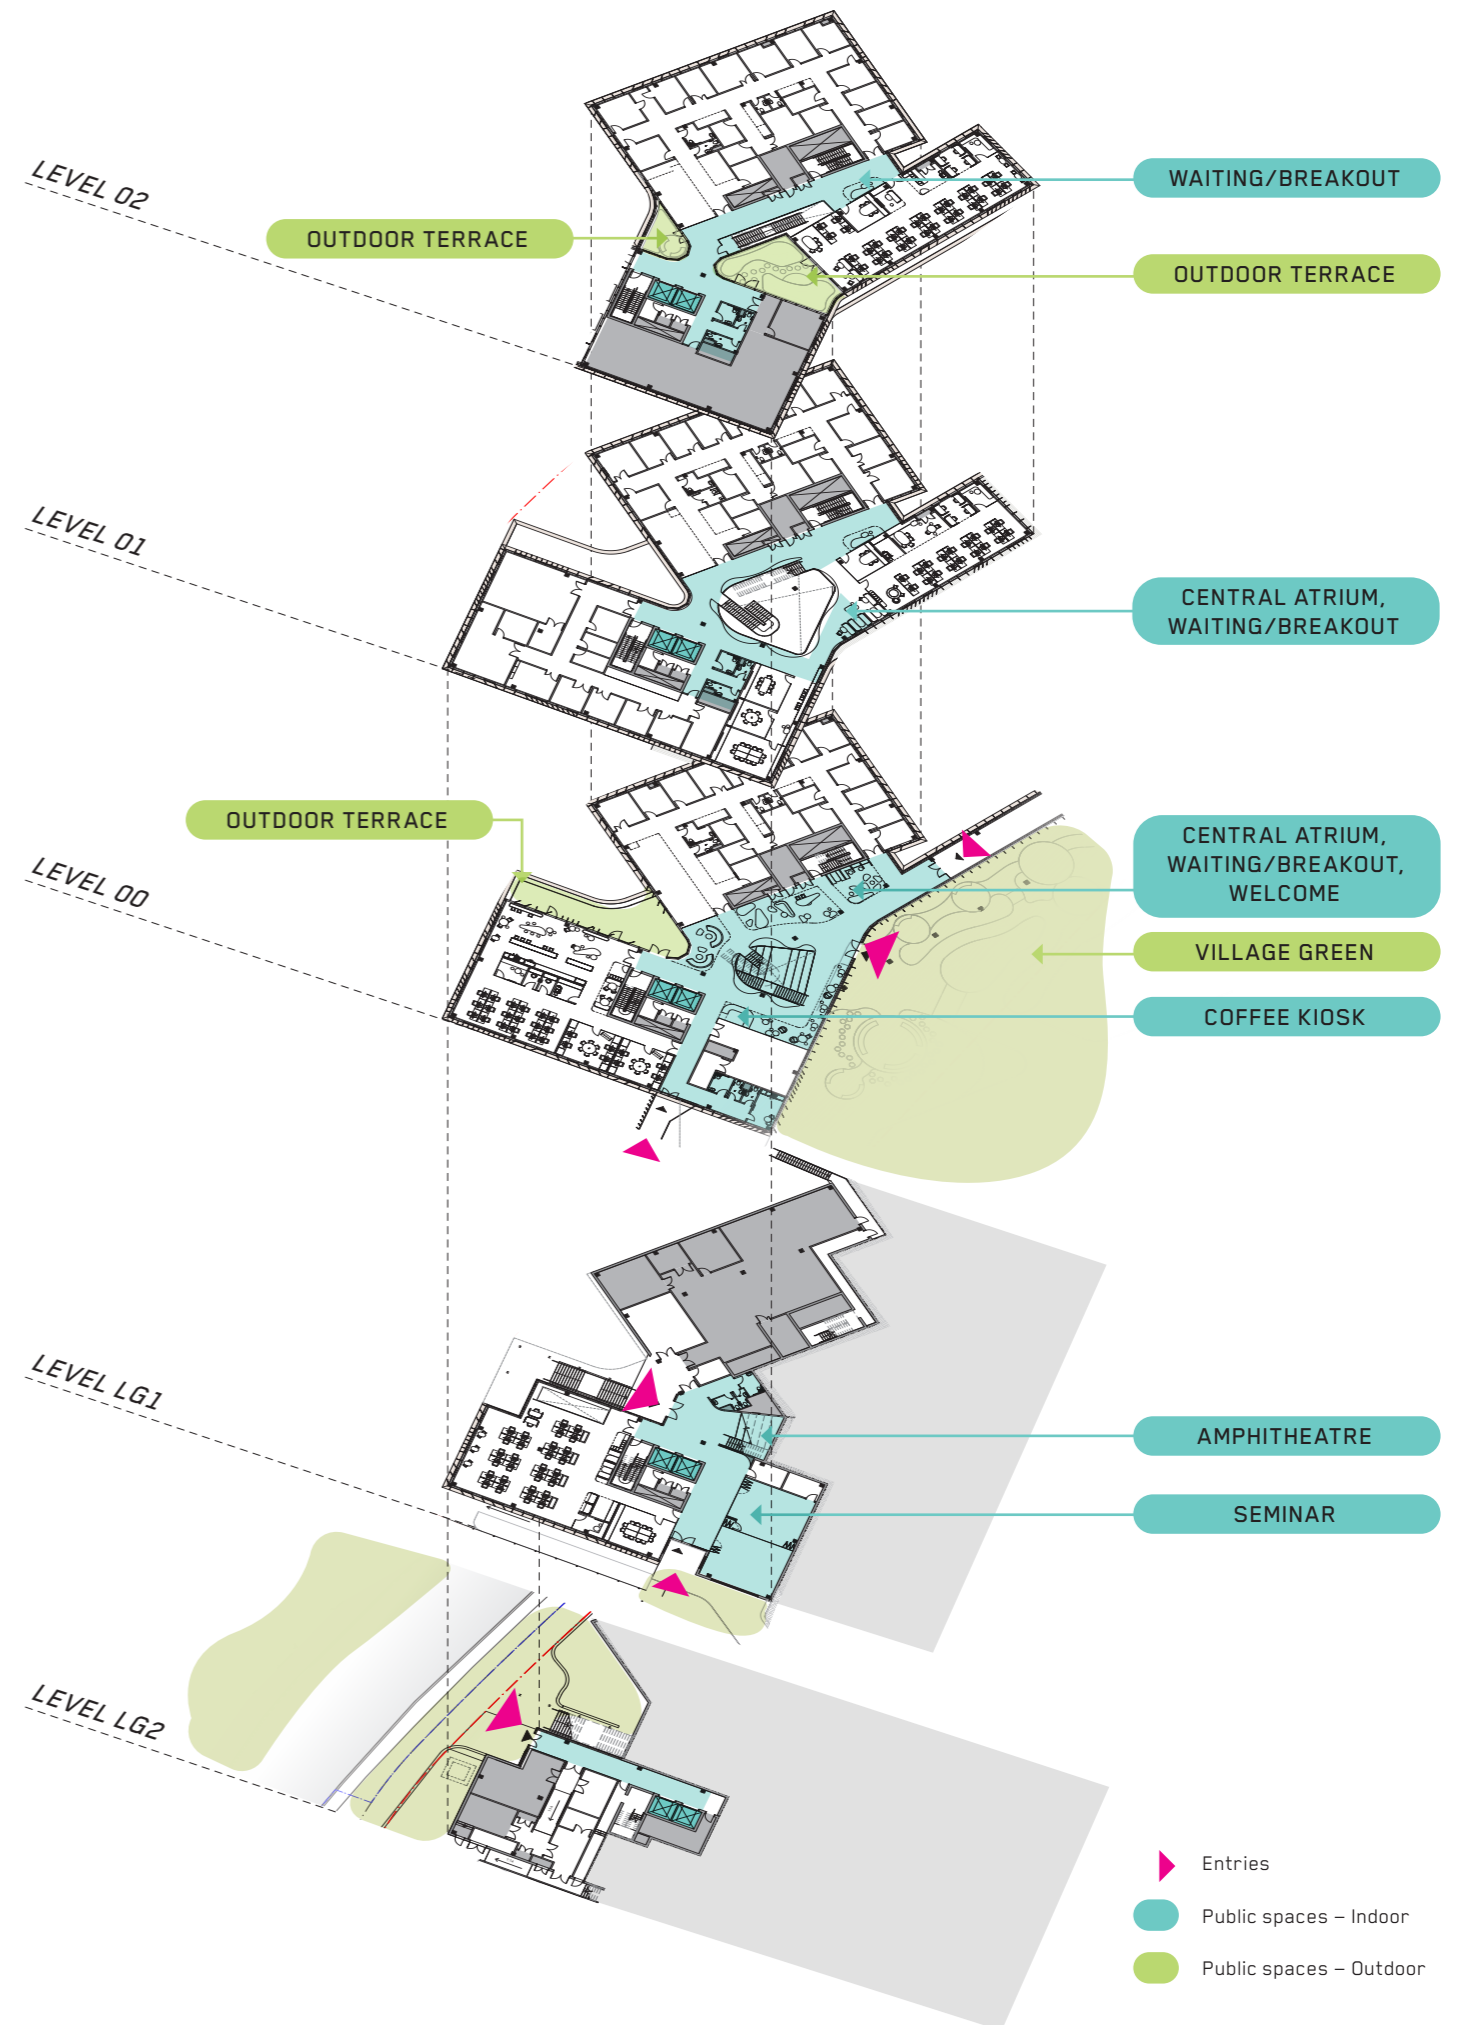 WAITING/BREAKOUT
LEVEL 02
OUTDOOR TERRACE
OUTDOOR TERRACE
LEVEL 01
CENTRAL ATRIUM,
WAITING/BREAKOUT
OUTDOOR TERRACE
CENTRAL ATRIUM,
WAITING/BREAKOUT,
WELCOME
LEVEL 00
VILLAGE GREEN
COFFEE KIOSK
LEVEL LG1
AMPHITHEATRE
SEMINAR
LEVEL LG2
Entries
Public spaces – Indoor
Public spaces – Outdoor